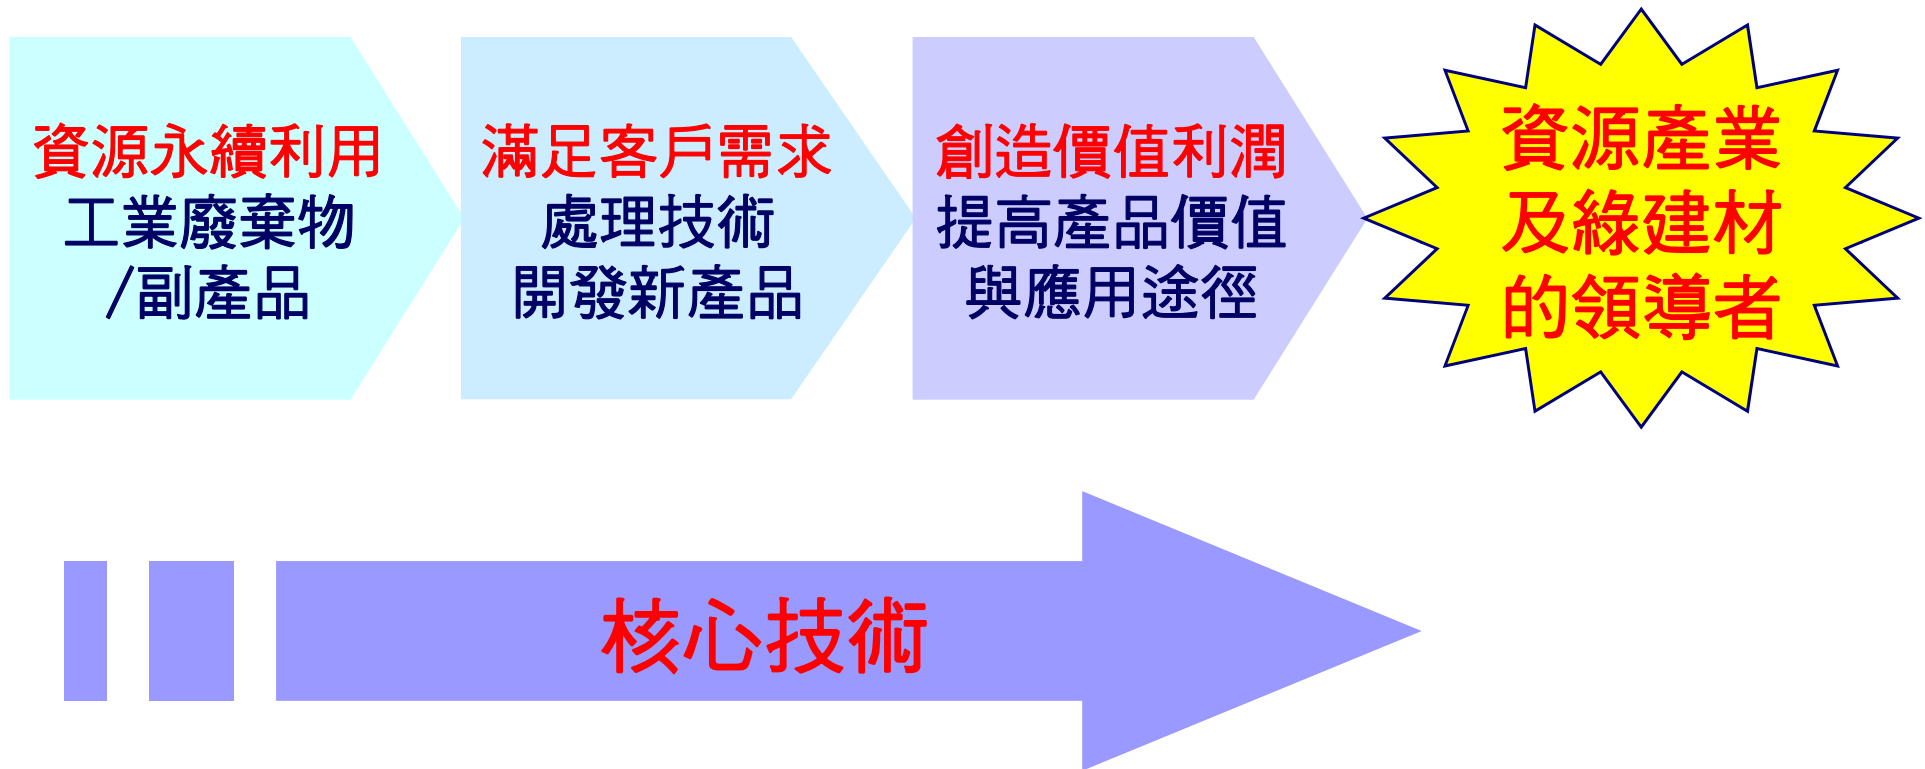 資源永續利用
工業廢棄物
/副產品
滿足客戶需求
處理技術
開發新產品
創造價值利潤
提高產品價值
與應用途徑
資源產業
及綠建材
的領導者
核心技術